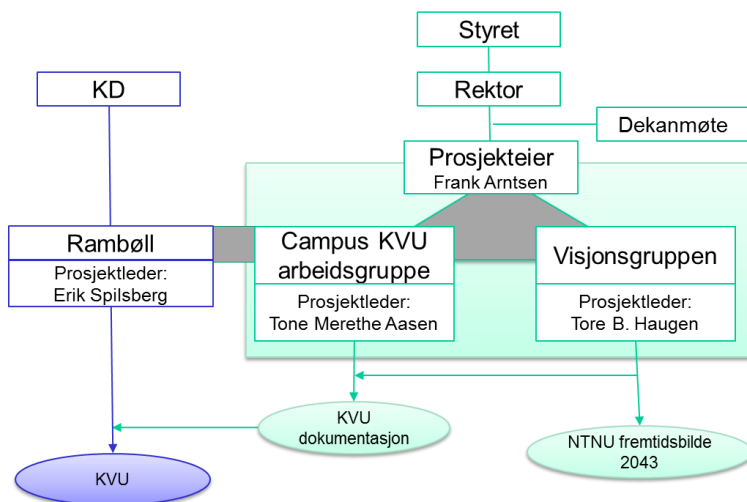 Styret
KD
Rektor
Dekanmøte
Prosjekteier
Frank Arntsen
Rambøll
Prosjektleder:
Erik Spilsberg
Campus KVU
arbeidsgruppe
Prosjektleder:
Tone Merethe Aasen
Visjonsgruppen
Prosjektleder:
Tore B. Haugen
KVU
dokumentasjon
NTNU fremtidsbilde
2043
KVU